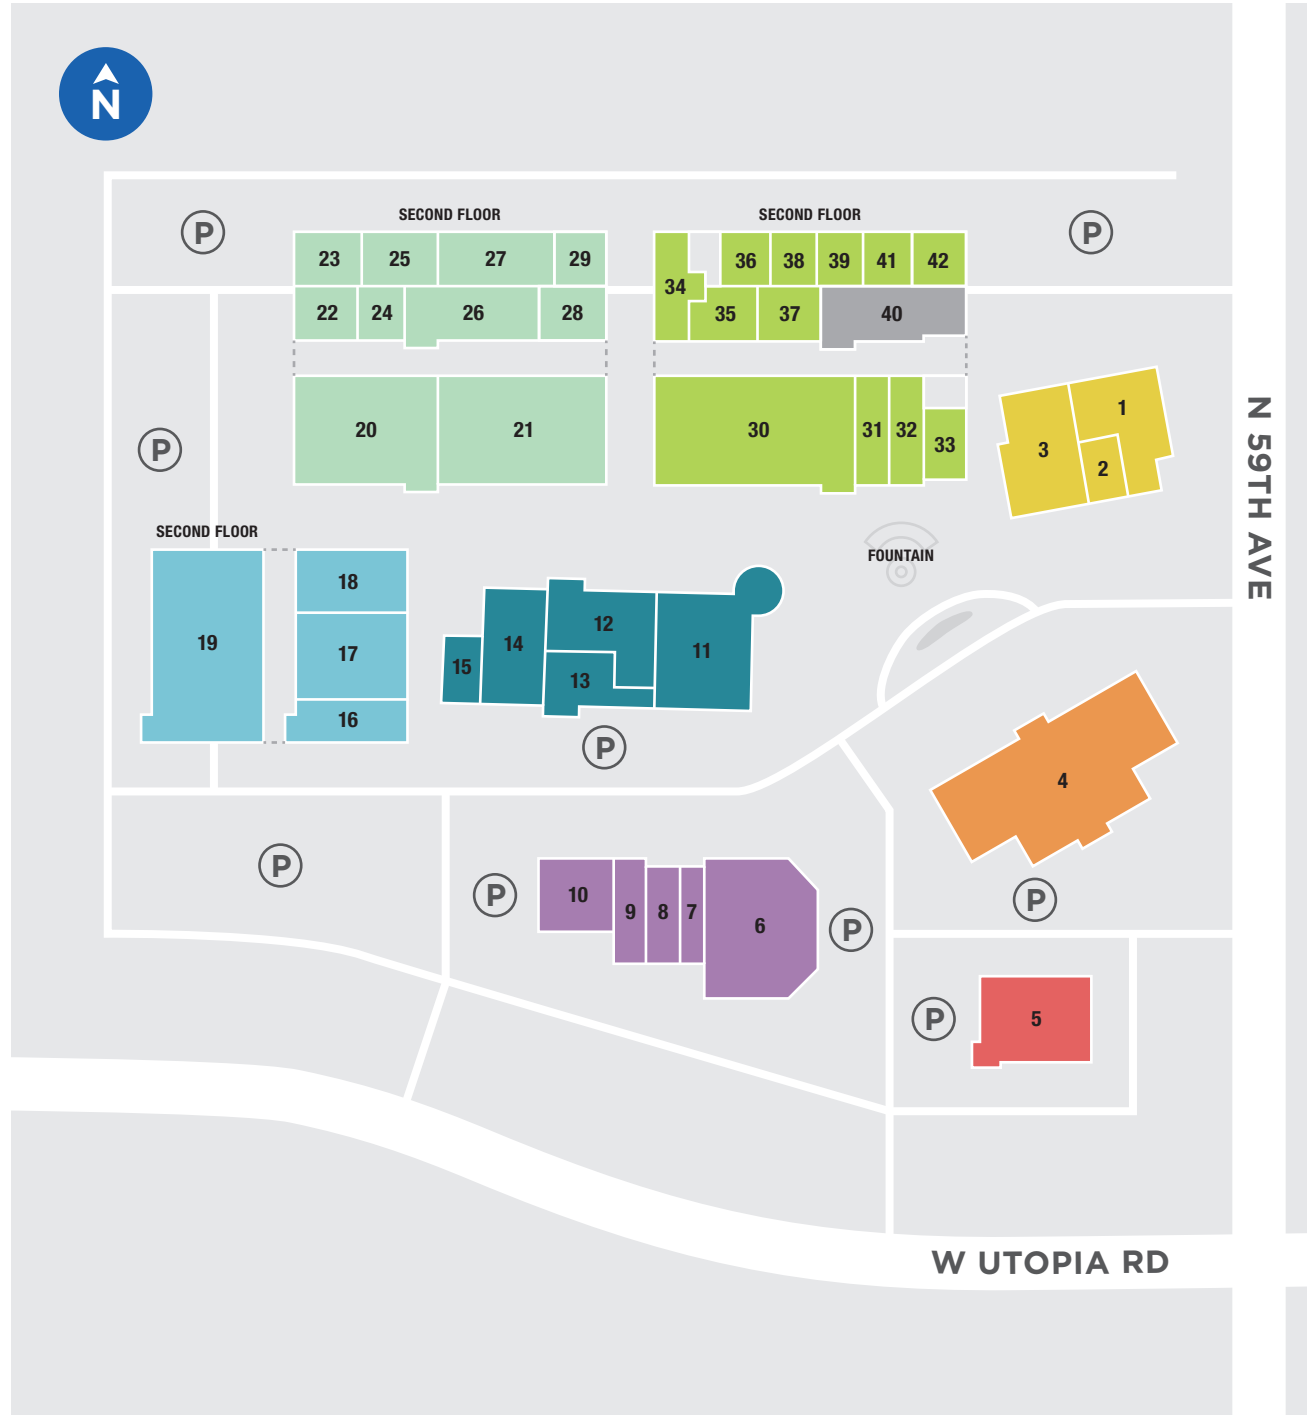 N
SECOND FLOOR
SECOND FLOOR
P
P
23 25 27 29
36 38 39 41 42
34
22 24 26 28
35 37 40
N 59TH AVE
1
3
2
20 21
30 31 32 33
P
SECOND FLOOR
FOUNTAIN
18
19
17
16
12
14
11
15
13
P
4
P
P
10
9 8 7 6
P
P
P
5
W UTOPIA RD